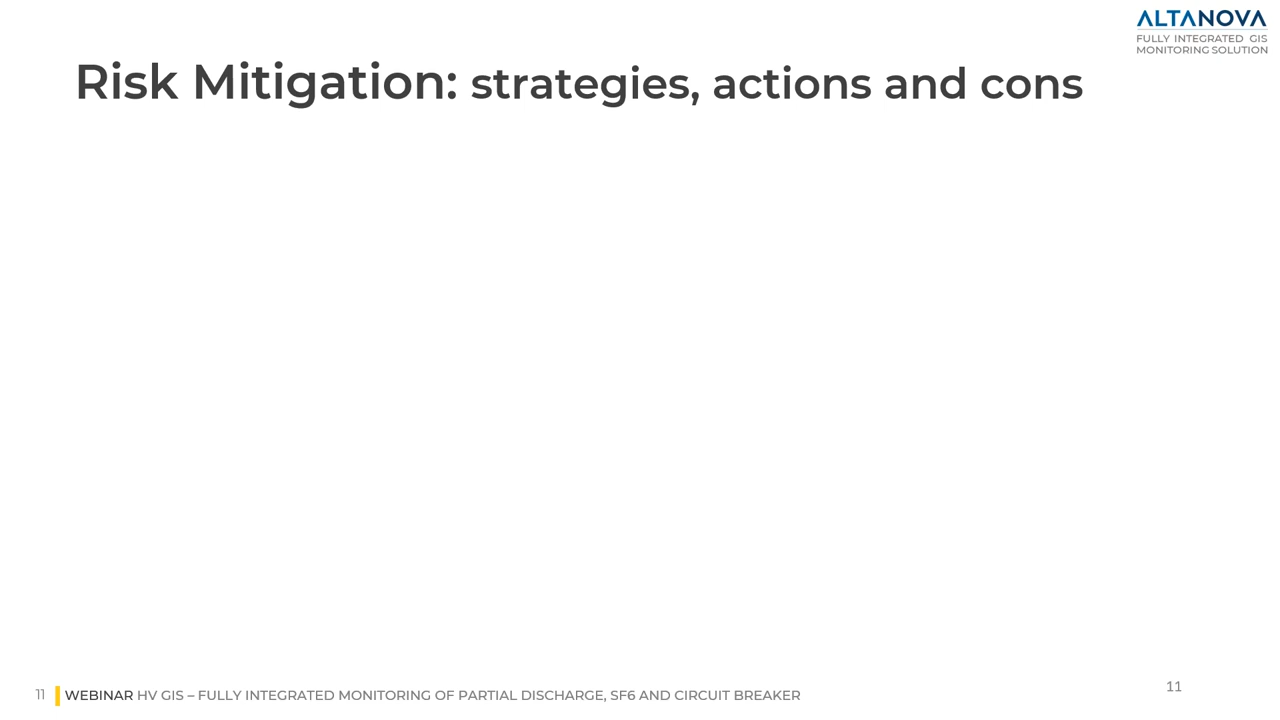 ALTANOVA
FULLY INTEGRATED GIS
MONITORING SOLUTION
Risk Mitigation: strategies, actions and cons
11
11 WEBINAR HV GIS – FULLY INTEGRATED MONITORING OF PARTIAL DISCHARGE, SF6 AND CIRCUIT BREAKER